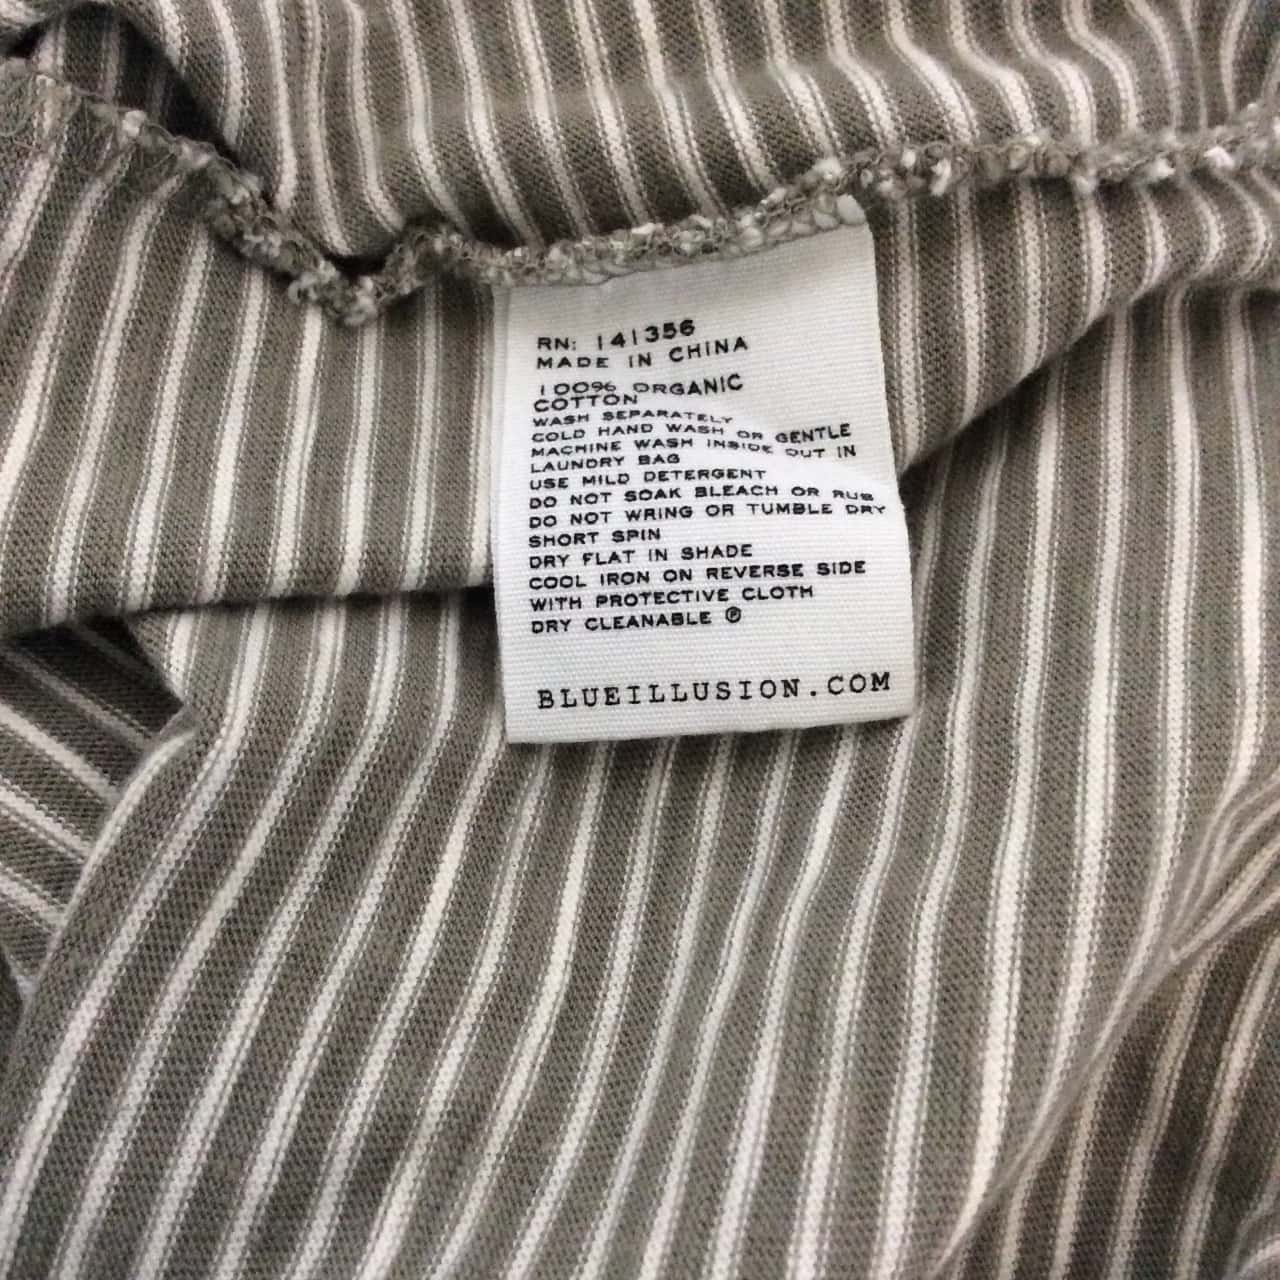 RN: 141356
MADE IN CHINA
100% ORGANIC
COTTON
WASH SEPARATELY
COLD HAND WASH OR GENTLE
MACHINE WASH INSIDE OUT IN
LAUNDRY BAG
USE MILD DETERGENT
DO NOT SOAK BLEACH OR RUB
DO NOT WRING OR TUMBLE DRY
SHORT SPIN
DRY FLAT IN SHADE
COOL IRON ON REVERSE SIDE
WITH PROTECTIVE CLOTH
DRY CLEANABLE Ⓟ
BLUEILLUSION.COM